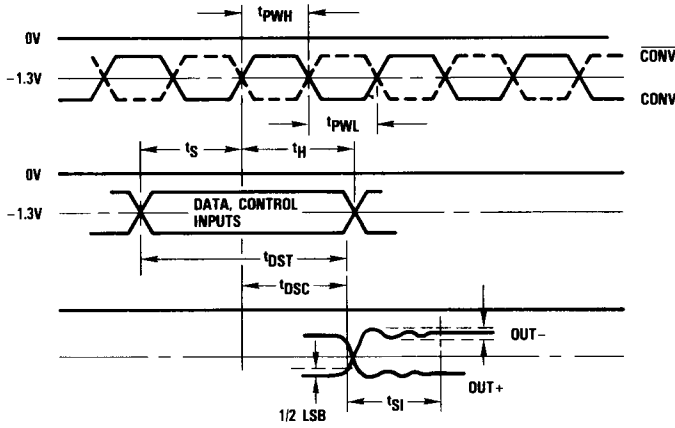 tPWH
0V
CONV
-1.3V
CONV
tPWL
tS
tH
0V
DATA, CONTROL
INPUTS
-1.3V
tDST
tDSC
OUT-
OUT+
tSI
1/2 LSB